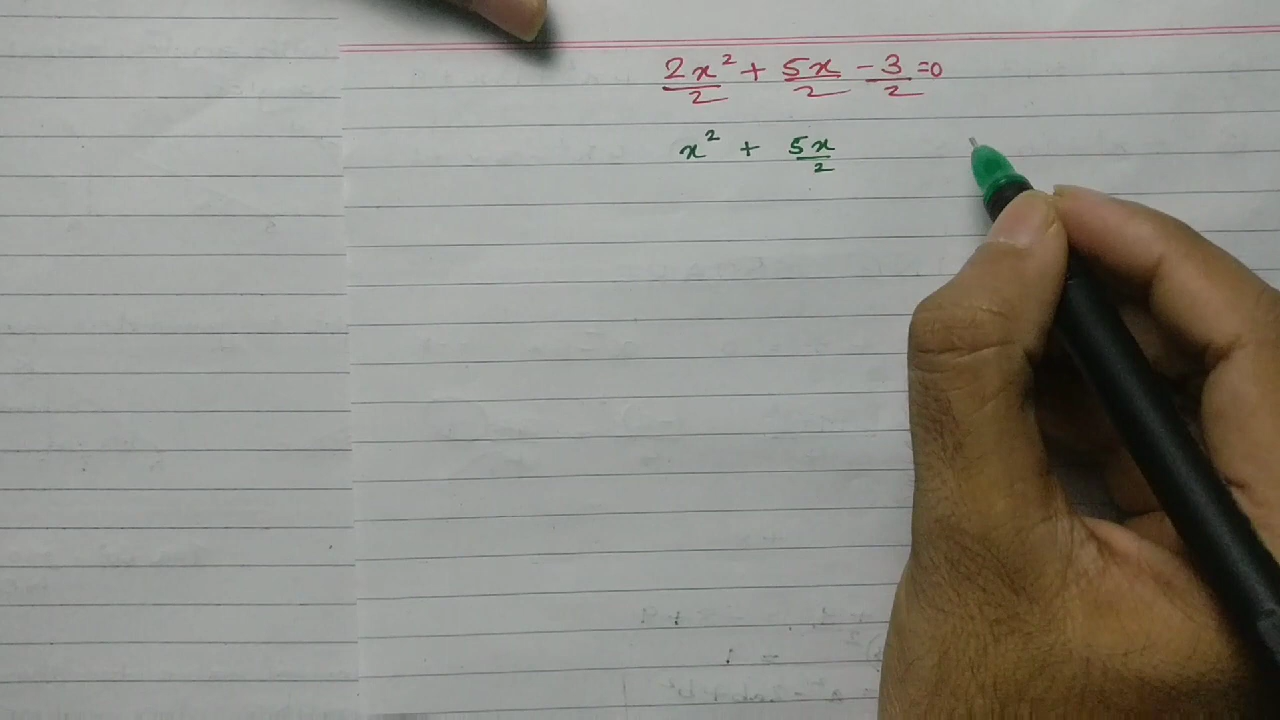 2x²/2 + 5x/2 - 3/2 = 0
x² + 5x/2